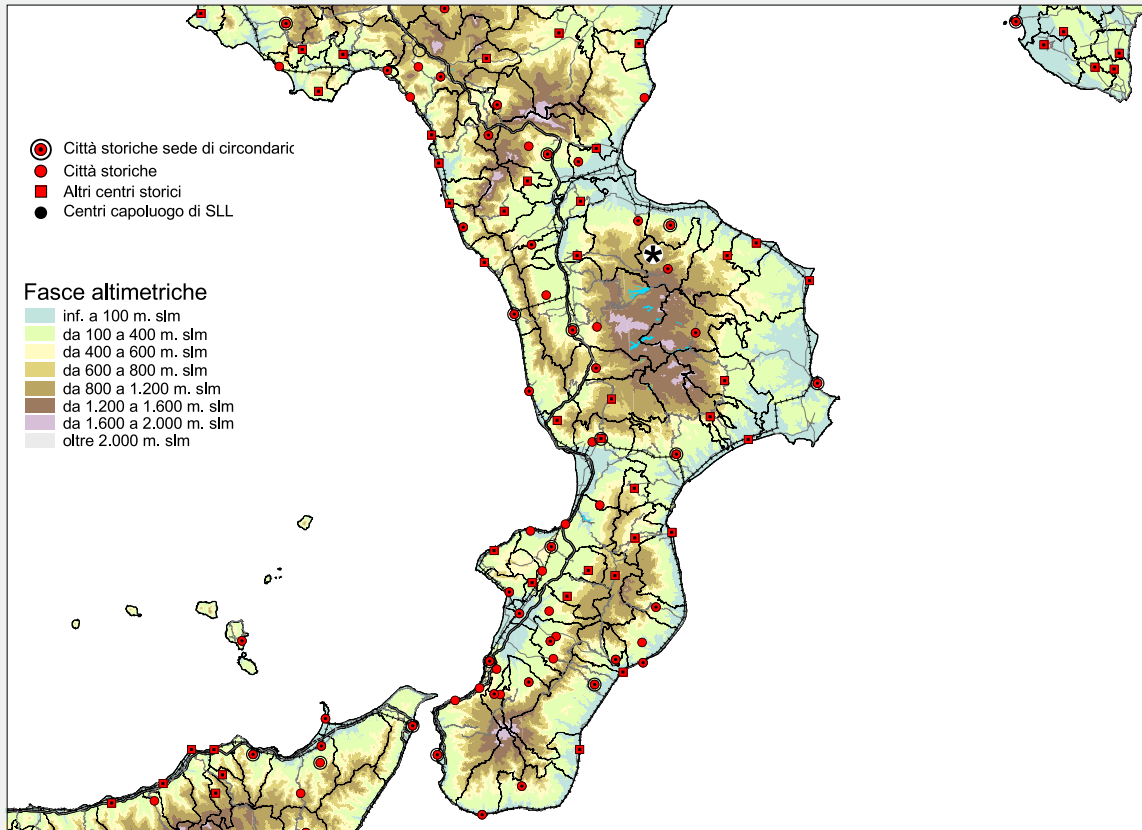 Città storiche sede di circondaric
Città storiche
Altri centri storici
Centri capoluogo di SLL
Fasce altimetriche
inf. a 100 m. slm
da 100 a 400 m. slm
da 400 a 600 m. slm
da 600 a 800 m. slm
da 800 a 1.200 m. slm
da 1.200 a 1.600 m. slm
da 1.600 a 2.000 m. slm
oltre 2.000 m. slm
*